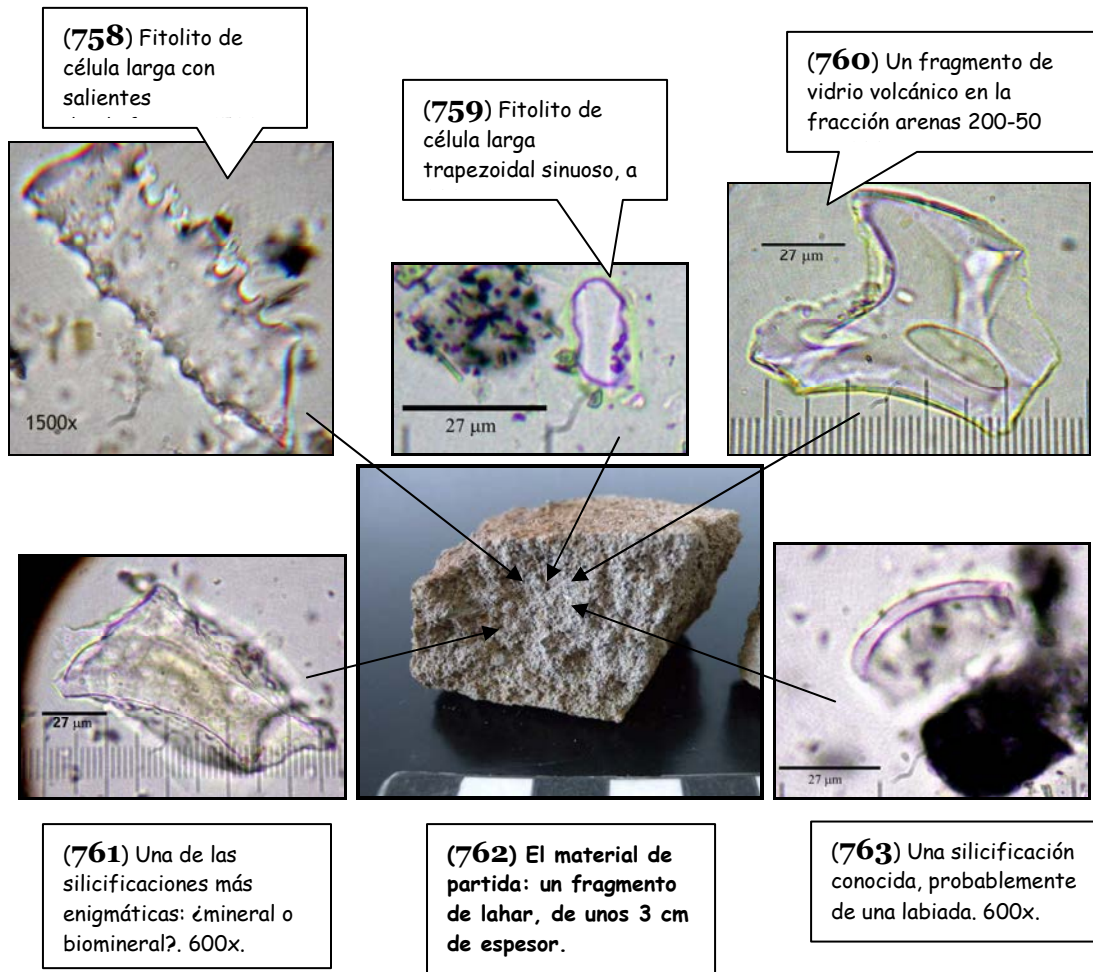 (758) Fitolito de
célula larga con
salientes
(759) Fitolito de
célula larga
trapezoidal sinuoso, a
(760) Un fragmento de
vidrio volcánico en la
fracción arenas 200-50
1500x
27 µm
27 µm
27 µm
27 µm
(761) Una de las
silicificaciones más
enigmáticas: ¿mineral o
biomineral?. 600x.
(762) El material de
partida: un fragmento
de lahar, de unos 3 cm
de espesor.
(763) Una silicificación
conocida, probablemente
de una labiada. 600x.